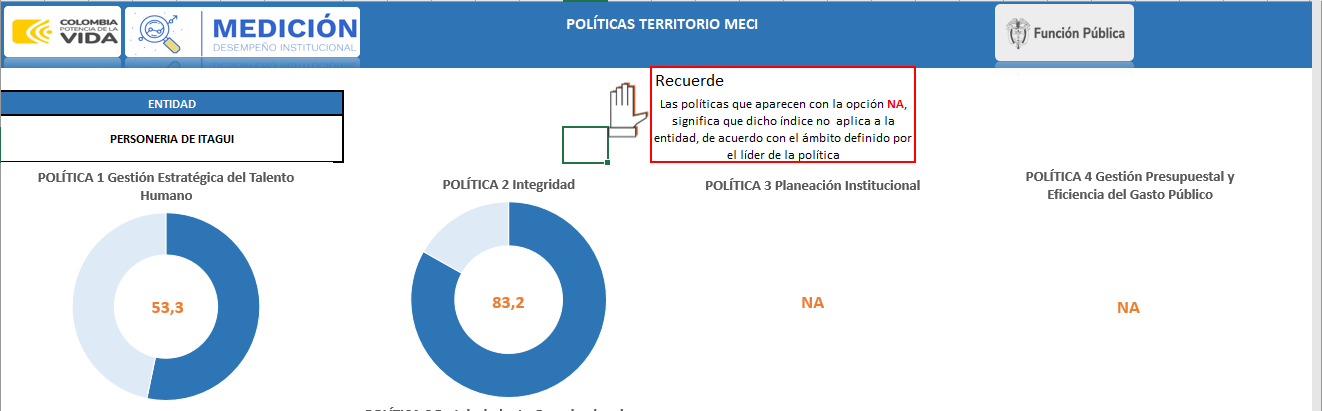 COLOMBIA
POTENCIA DE LA
VIDA
MEDICIÓN
DESEMPEÑO INSTITUCIONAL
POLÍTICAS TERRITORIO MECI
Función Pública
ENTIDAD
PERSONERIA DE ITAGUI
Recuerde
Las políticas que aparecen con la opción NA,
significa que dicho índice no aplica a la
entidad, de acuerdo con el ámbito definido por
el líder de la política
POLÍTICA 1 Gestión Estratégica del Talento
Humano
53,3
POLÍTICA 2 Integridad
83,2
POLÍTICA 3 Planeación Institucional
NA
POLÍTICA 4 Gestión Presupuestal y
Eficiencia del Gasto Público
NA